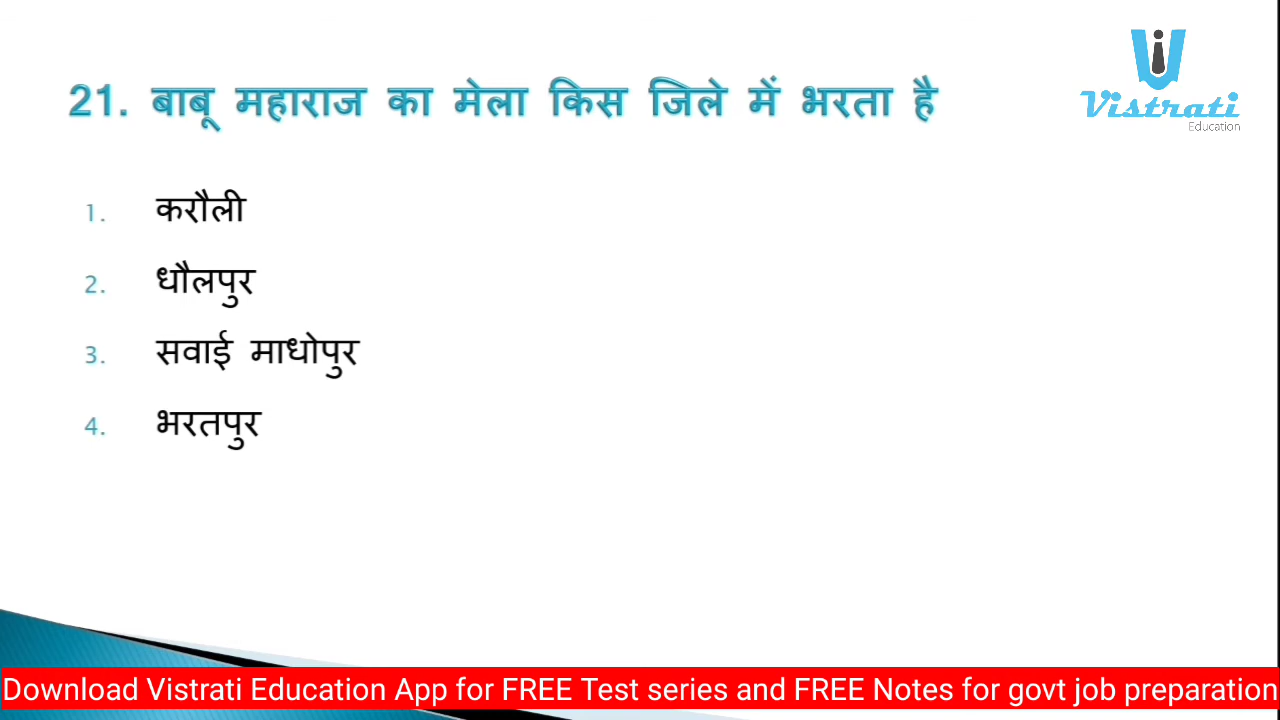 21. बाबू महाराज का मेला किस जिले में भरता है
Vistrati
Education
1. करौली
2. धौलपुर
3. सवाई माधोपुर
4. भरतपुर
Download Vistrati Education App for FREE Test series and FREE Notes for govt job preparation